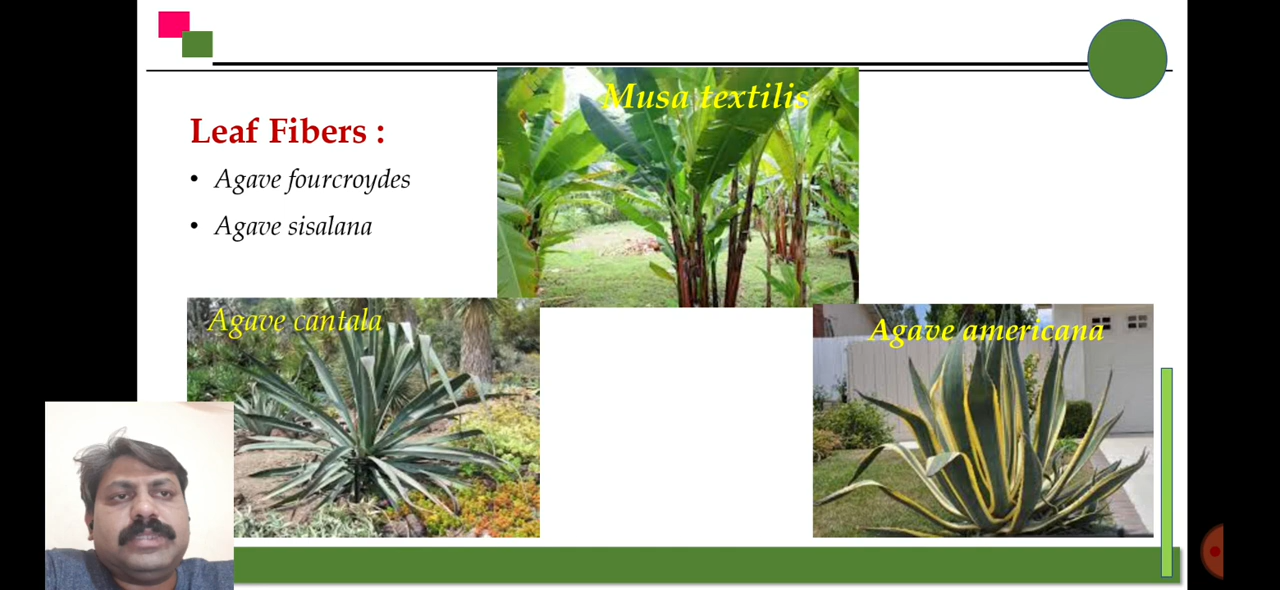 Musa textilis
Leaf Fibers :
• Agave fourcroydes
• Agave sisalana
Agave cantala
Agave americana